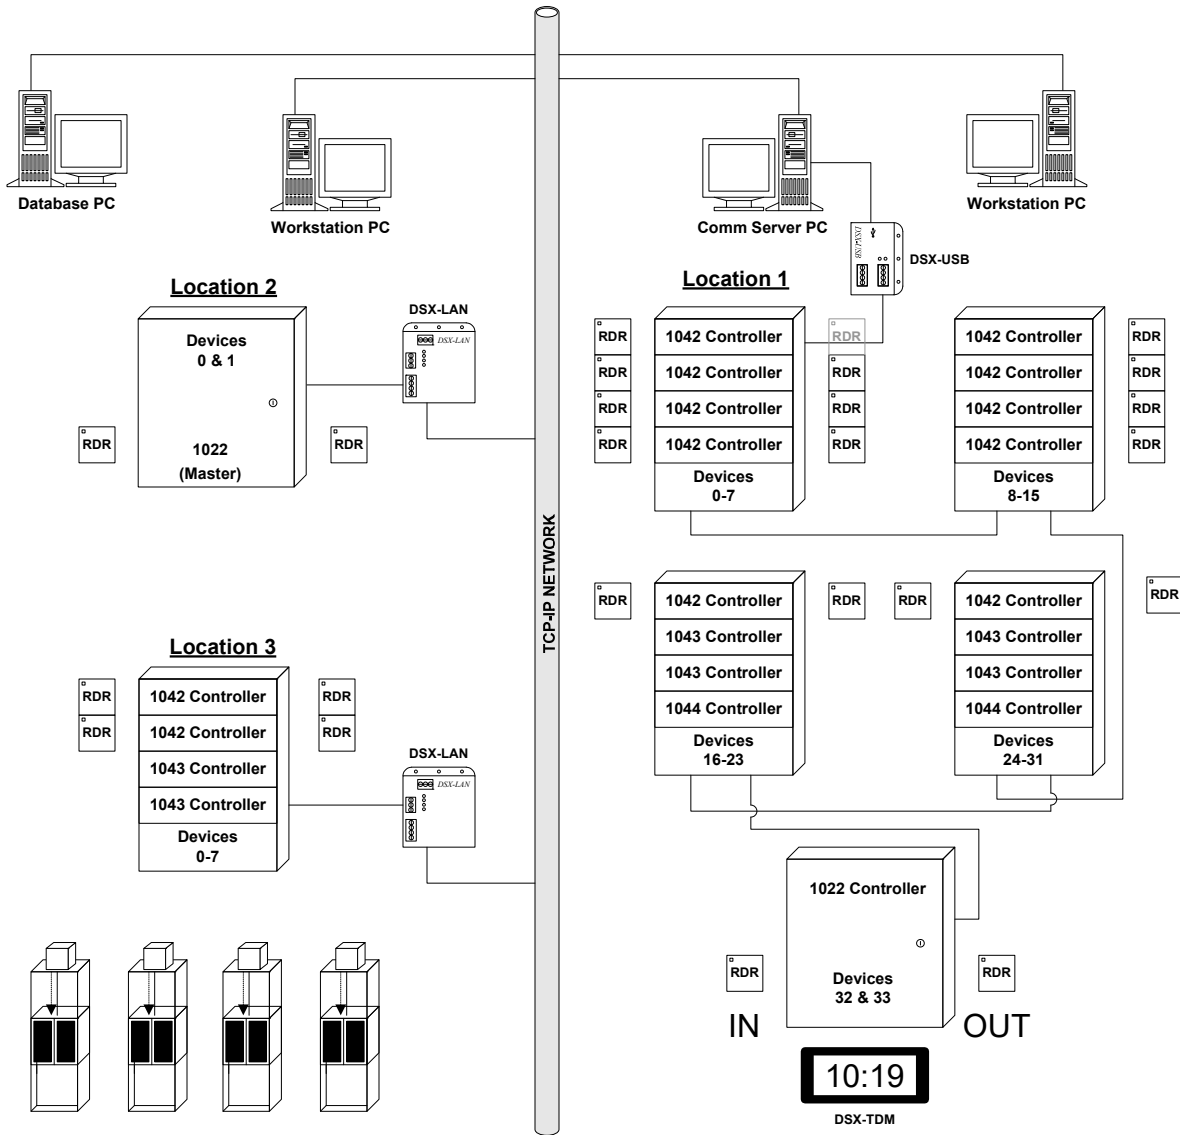 Database PC
Workstation PC
Comm Server PC
Workstation PC
DSX-USB
DSX-USB
Location 2
DSX-LAN
DSX-LAN
Devices
0 & 1
1022
(Master)
RDR
RDR
Location 1
RDR
1042 Controller
RDR
RDR
1042 Controller
RDR
RDR
1042 Controller
RDR
RDR
1042 Controller
RDR
Devices
0-7
1042 Controller
RDR
1042 Controller
RDR
1042 Controller
RDR
1042 Controller
RDR
Devices
8-15
TCP-IP NETWORK
RDR
1042 Controller
RDR
1043 Controller
1043 Controller
1044 Controller
Devices
16-23
RDR
1042 Controller
RDR
1043 Controller
1043 Controller
1044 Controller
Devices
24-31
Location 3
RDR
1042 Controller
RDR
RDR
1042 Controller
RDR
1043 Controller
1043 Controller
Devices
0-7
DSX-LAN
DSX-LAN
1022 Controller
Devices
32 & 33
RDR
IN
RDR
OUT
10:19
DSX-TDM